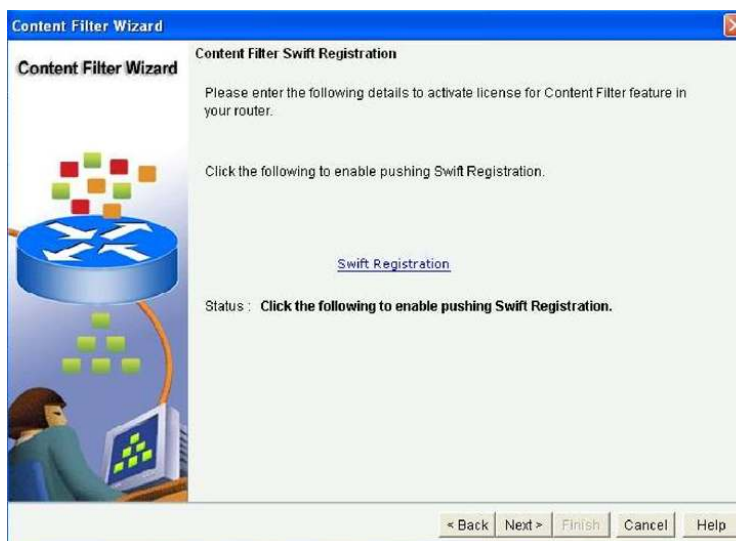 Content Filter Wizard
Content Filter Wizard
Content Filter Swift Registration
Please enter the following details to activate license for Content Filter feature in
your router.
Click the following to enable pushing Swift Registration.
Swift Registration
Status : Click the following to enable pushing Swift Registration.
< Back
Next >
Finish
Cancel
Help